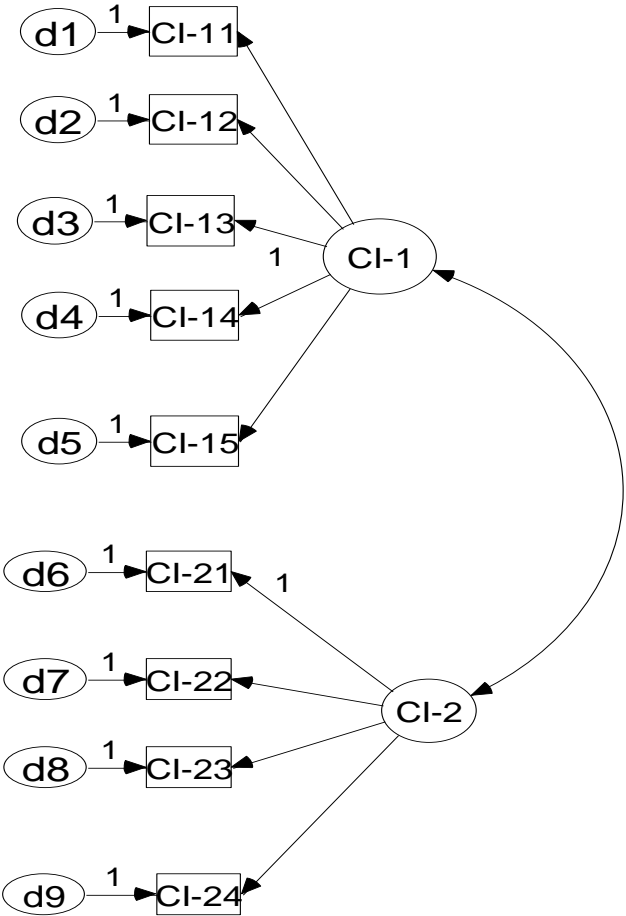 d1 1 CI-11
d2 1 CI-12
d3 1 CI-13
1 CI-1
d4 1 CI-14
d5 1 CI-15
d6 1 CI-21 1
d7 1 CI-22
CI-2
d8 1 CI-23
d9 1 CI-24